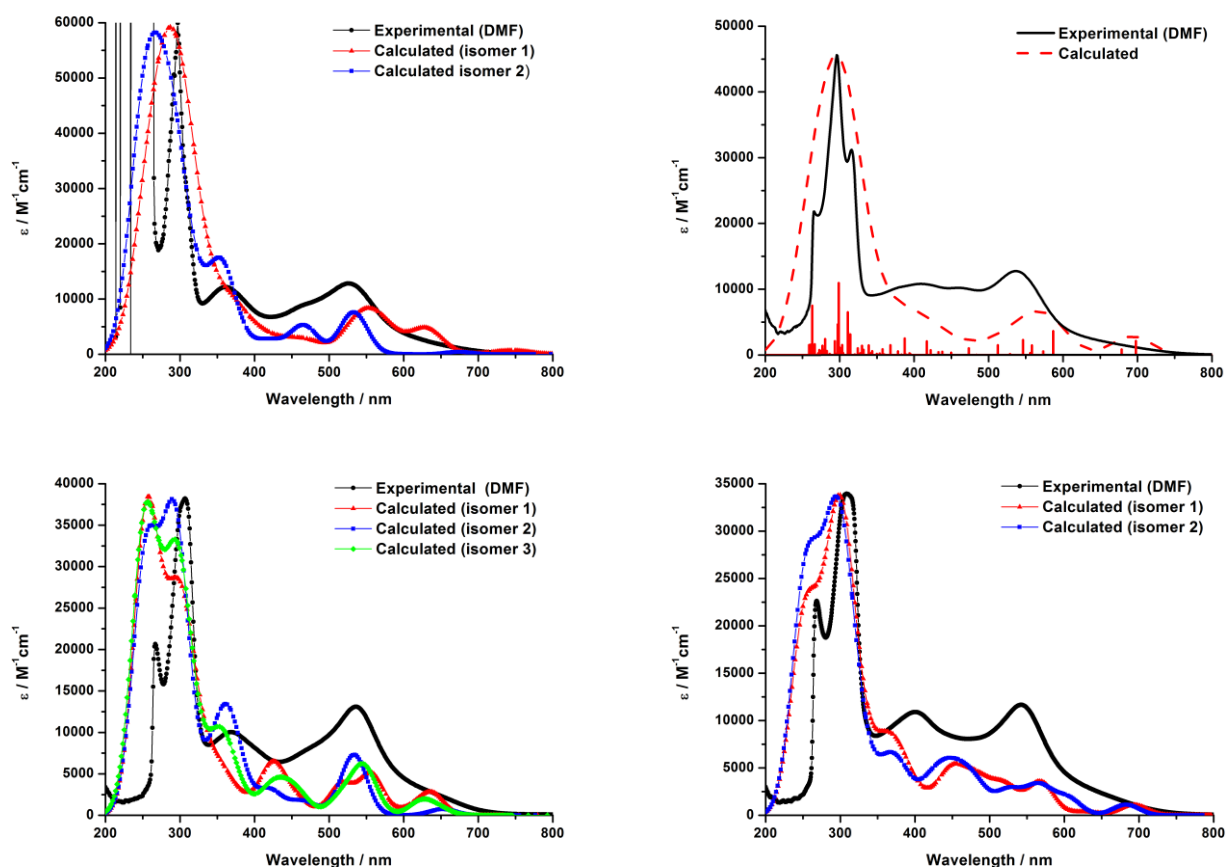 Experimental (DMF)
Calculated (isomer 1)
Calculated isomer 2)
60000
50000
40000
30000
20000
10000
0
ε / M⁻¹cm⁻¹
200 300 400 500 600 700 800
Wavelength / nm
Experimental (DMF)
Calculated
50000
45000
40000
35000
30000
25000
20000
15000
10000
5000
0
ε / M⁻¹cm⁻¹
200 300 400 500 600 700 800
Wavelength / nm
Experimental (DMF)
Calculated (isomer 1)
Calculated (isomer 2)
Calculated (isomer 3)
40000
35000
30000
25000
20000
15000
10000
5000
0
ε / M⁻¹cm⁻¹
200 300 400 500 600 700 800
Wavelength / nm
Experimental (DMF)
Calculated (isomer 1)
Calculated (isomer 2)
35000
30000
25000
20000
15000
10000
5000
0
ε / M⁻¹cm⁻¹
200 300 400 500 600 700 800
Wavelength / nm